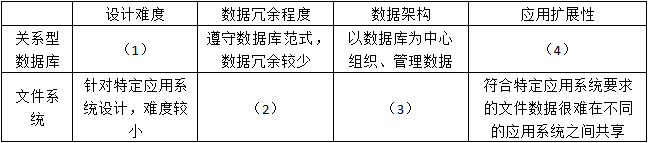 设计难度 数据冗余程度 数据架构 应用扩展性
关系型 （1） 遵守数据库范式， 以数据库为中心 （4）
数据库 数据冗余较少 组织、管理数据
文件系 针对特定应用系 （2） （3） 符合特定应用系统要求
统 统设计，难度较 的文件数据很难在不同
小 的应用系统之间共享